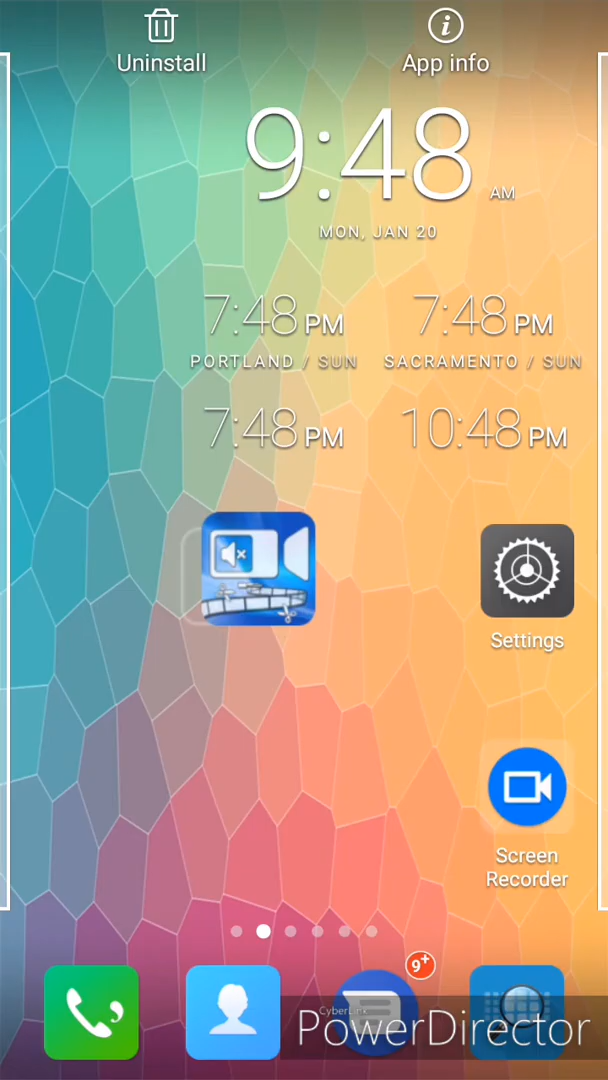 Uninstall
App info
9:48 AM
MON, JAN 20
7:48 PM
7:48 PM
PORTLAND / SUN
SACRAMENTO / SUN
7:48 PM
10:48 PM
Settings
Screen
Recorder
9+
CyberLink
PowerDirector